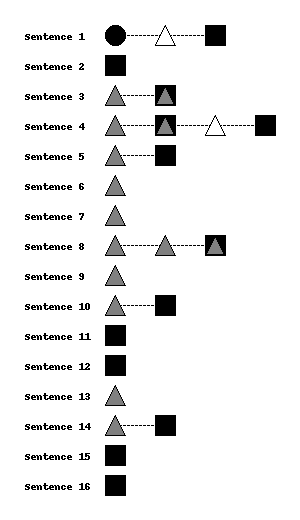 Sentence 1
Sentence 2
Sentence 3
Sentence 4
Sentence 5
Sentence 6
Sentence 7
Sentence 8
Sentence 9
Sentence 10
Sentence 11
Sentence 12
Sentence 13
Sentence 14
Sentence 15
Sentence 16